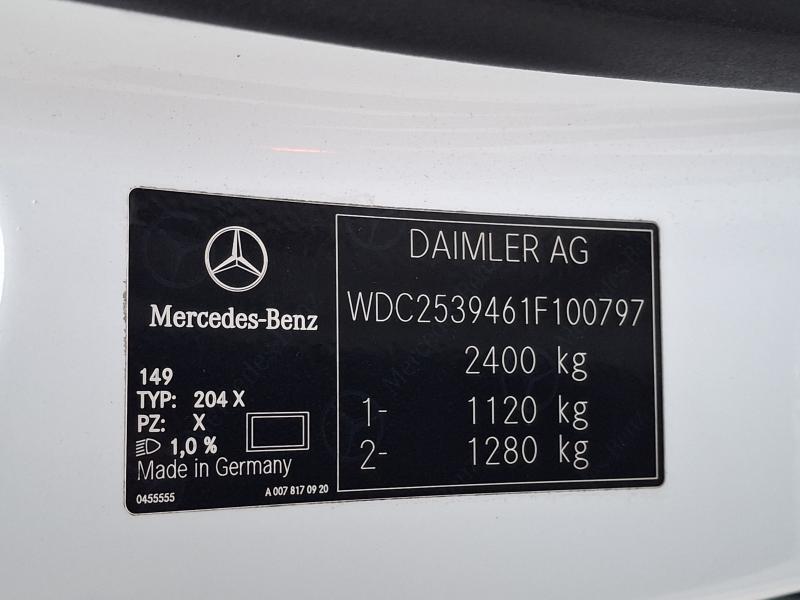 Mercedes-Benz
149
TYP: 204 X
PZ: X
1,0 %
Made in Germany
0455555
A 007 817 09 20
DAIMLER AG
WDC2539461F100797
2400 kg
1- 1120 kg
2- 1280 kg